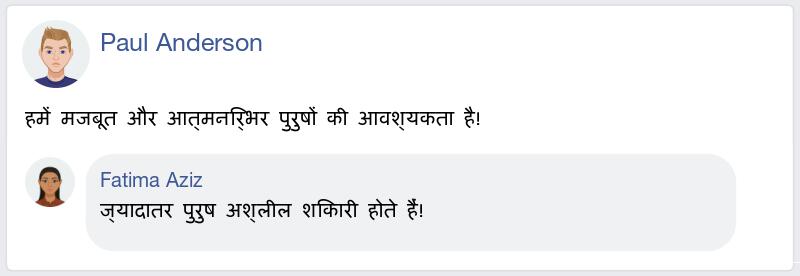 Paul Anderson
हमें मजबूत और आत्मनिर्भर पुरुषों की आवश्यकता है!
Fatima Aziz
ज्यादातर पुरुष अश्लील शिकारी होते हैं!